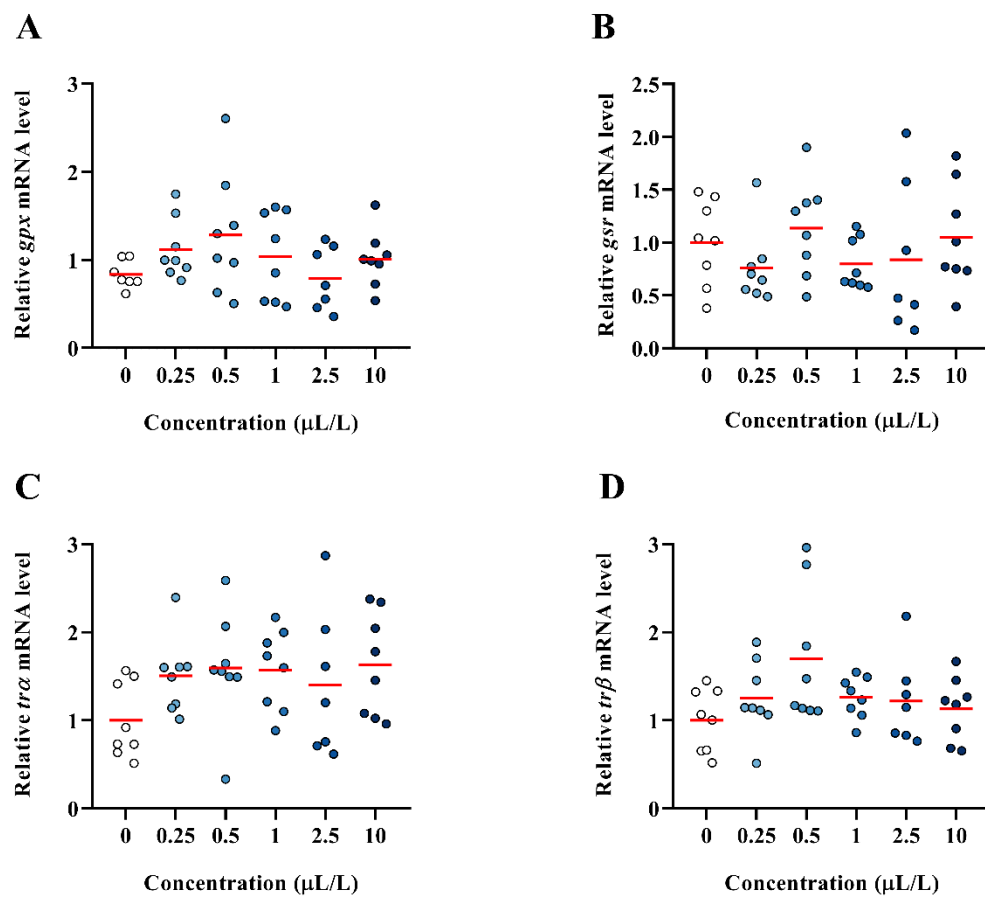 A
Relative gpx mRNA level
3
2
1
0
0 0.25 0.5 1 2.5 10
Concentration (μL/L)
B
Relative gsr mRNA level
2.5
2.0
1.5
1.0
0.5
0.0
0 0.25 0.5 1 2.5 10
Concentration (μL/L)
C
Relative trα mRNA level
3
2
1
0
0 0.25 0.5 1 2.5 10
Concentration (μL/L)
D
Relative trβ mRNA level
3
2
1
0
0 0.25 0.5 1 2.5 10
Concentration (μL/L)